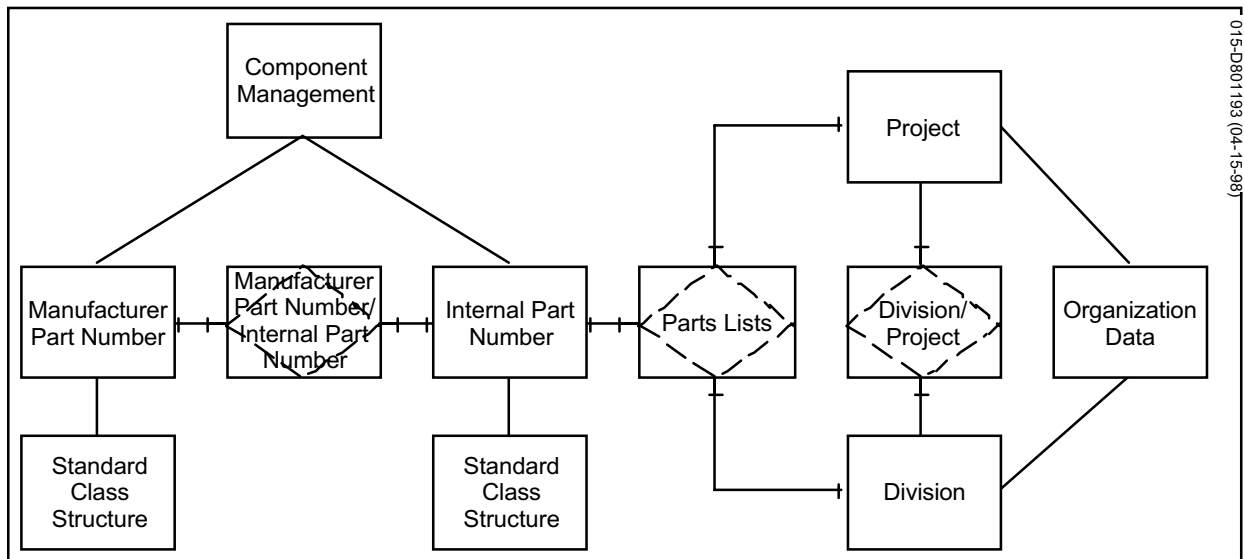 015-D801193 (04-15-98)
Component
Management
Project
Manufacturer
Part Number
Manufacturer
Part Number/
Internal Part
Number
Internal Part
Number
Parts Lists
Division/
Project
Organization
Data
Standard
Class
Structure
Standard
Class
Structure
Division